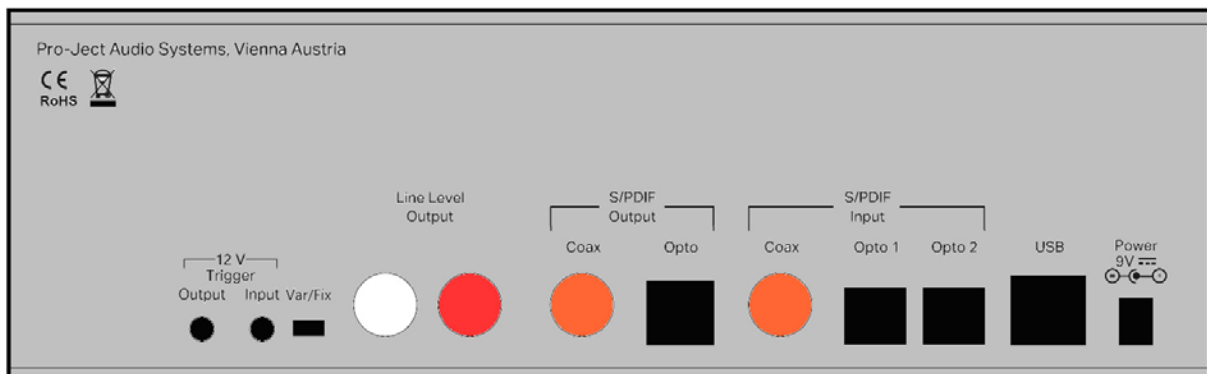 Pro-Ject Audio Systems, Vienna Austria
CE
RoHS
12 V
Trigger
Output Input Var/Fix
Line Level
Output
S/PDIF
Output
Coax Opto
S/PDIF
Input
Coax Opto 1 Opto 2
USB
Power
9V